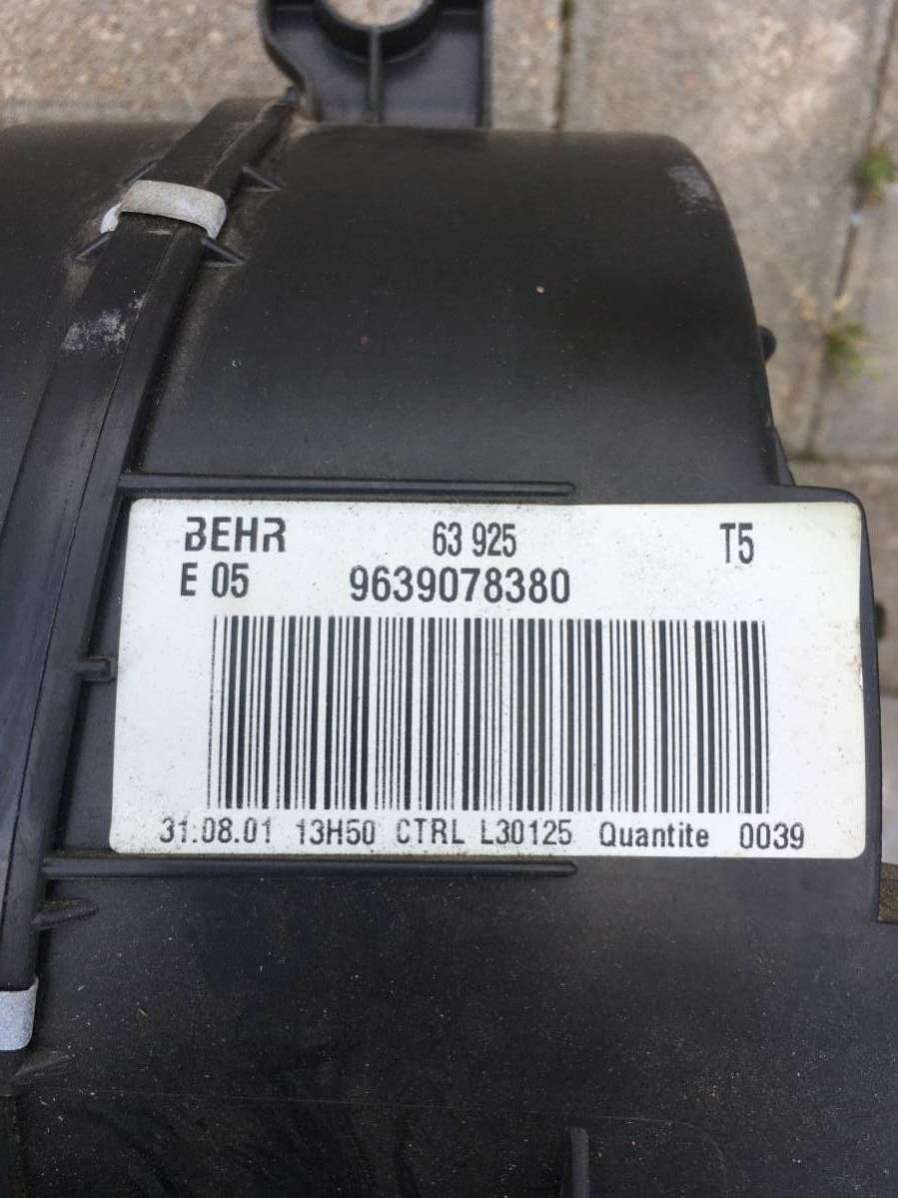 BEHR 63 925 T5
E 05 9639078380
31.08.01 13H50 CTRL L30125 Quantite 0039